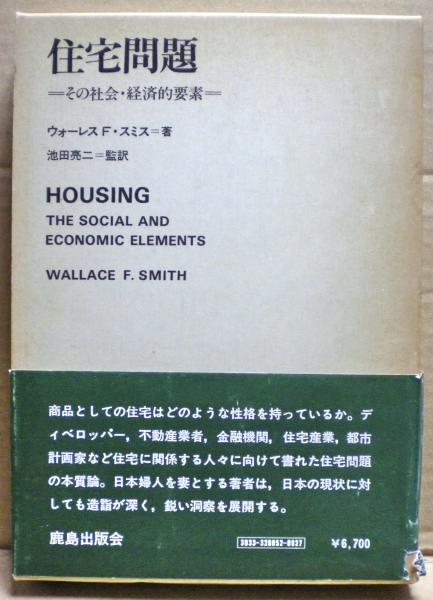 住宅問題
＝その社会・経済的要素＝
ウォーレス F・スミス＝著
池田亮二＝監訳
HOUSING
THE SOCIAL AND
ECONOMIC ELEMENTS
WALLACE F. SMITH
商品としての住宅はどのような性格を持っているか。デ
ィベロッパー，不動産業者，金融機関，住宅産業，都市
計画家など住宅に関係する人々に向けて書れた住宅問題
の本質論。日本婦人を妻とする著者は，日本の現状に対
しても造詣が深く，鋭い洞察を展開する。
鹿島出版会
3033-320052-0927
￥6,700